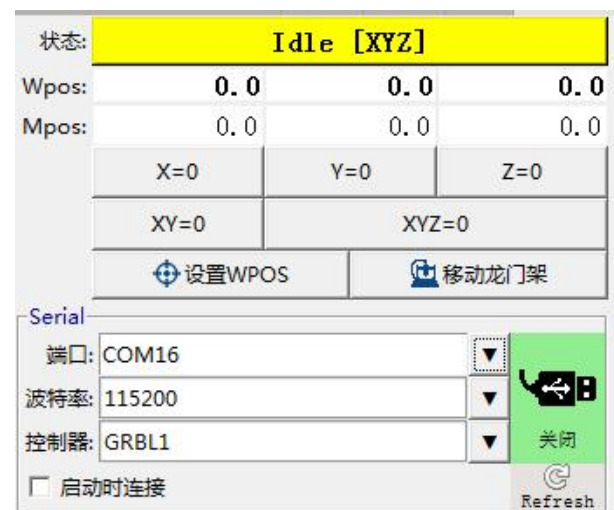 状态: Idle [XYZ]
Wpos: 0.0 0.0 0.0
Mpos: 0.0 0.0 0.0
X=0 Y=0 Z=0
XY=0 XYZ=0
设置WPOS 移动龙门架
Serial
端口: COM16
波特率: 115200
控制器: GRBL1 关闭
启动时连接 Refresh